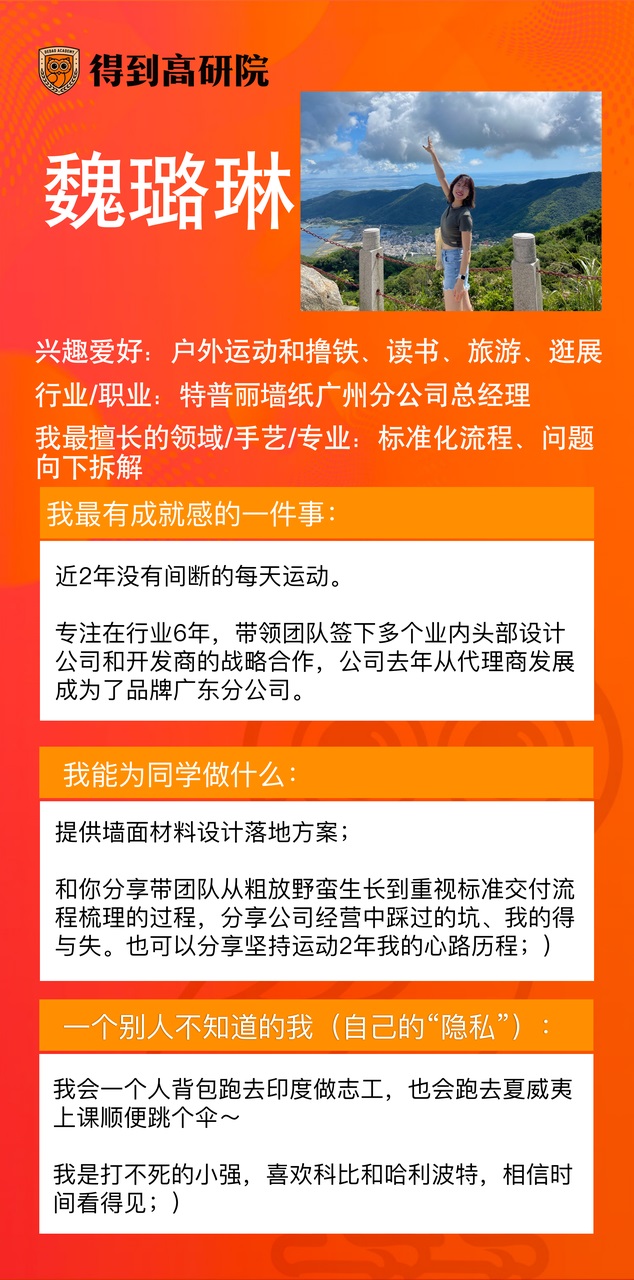 DEDAO ACADEMY
得到高研院
魏璐琳
兴趣爱好：户外运动和撸铁、读书、旅游、逛展
行业/职业：特普丽墙纸广州分公司总经理
我最擅长的领域/手艺/专业：标准化流程、问题
向下拆解
我最有成就感的一件事：
近2年没有间断的每天运动。
专注在行业6年，带领团队签下多个业内头部设计
公司和开发商的战略合作，公司去年从代理商发展
成为了品牌广东分公司。
我能为同学做什么：
提供墙面材料设计落地方案；
和你分享带团队从粗放野蛮生长到重视标准交付流
程梳理的过程，分享公司经营中踩过的坑、我的得
与失。也可以分享坚持运动2年我的心路历程；）
一个别人不知道的我（自己的“隐私”）：
我会一个人背包跑去印度做志工，也会跑去夏威夷
上课顺便跳个伞～
我是打不死的小强，喜欢科比和哈利波特，相信时
间看得见；）